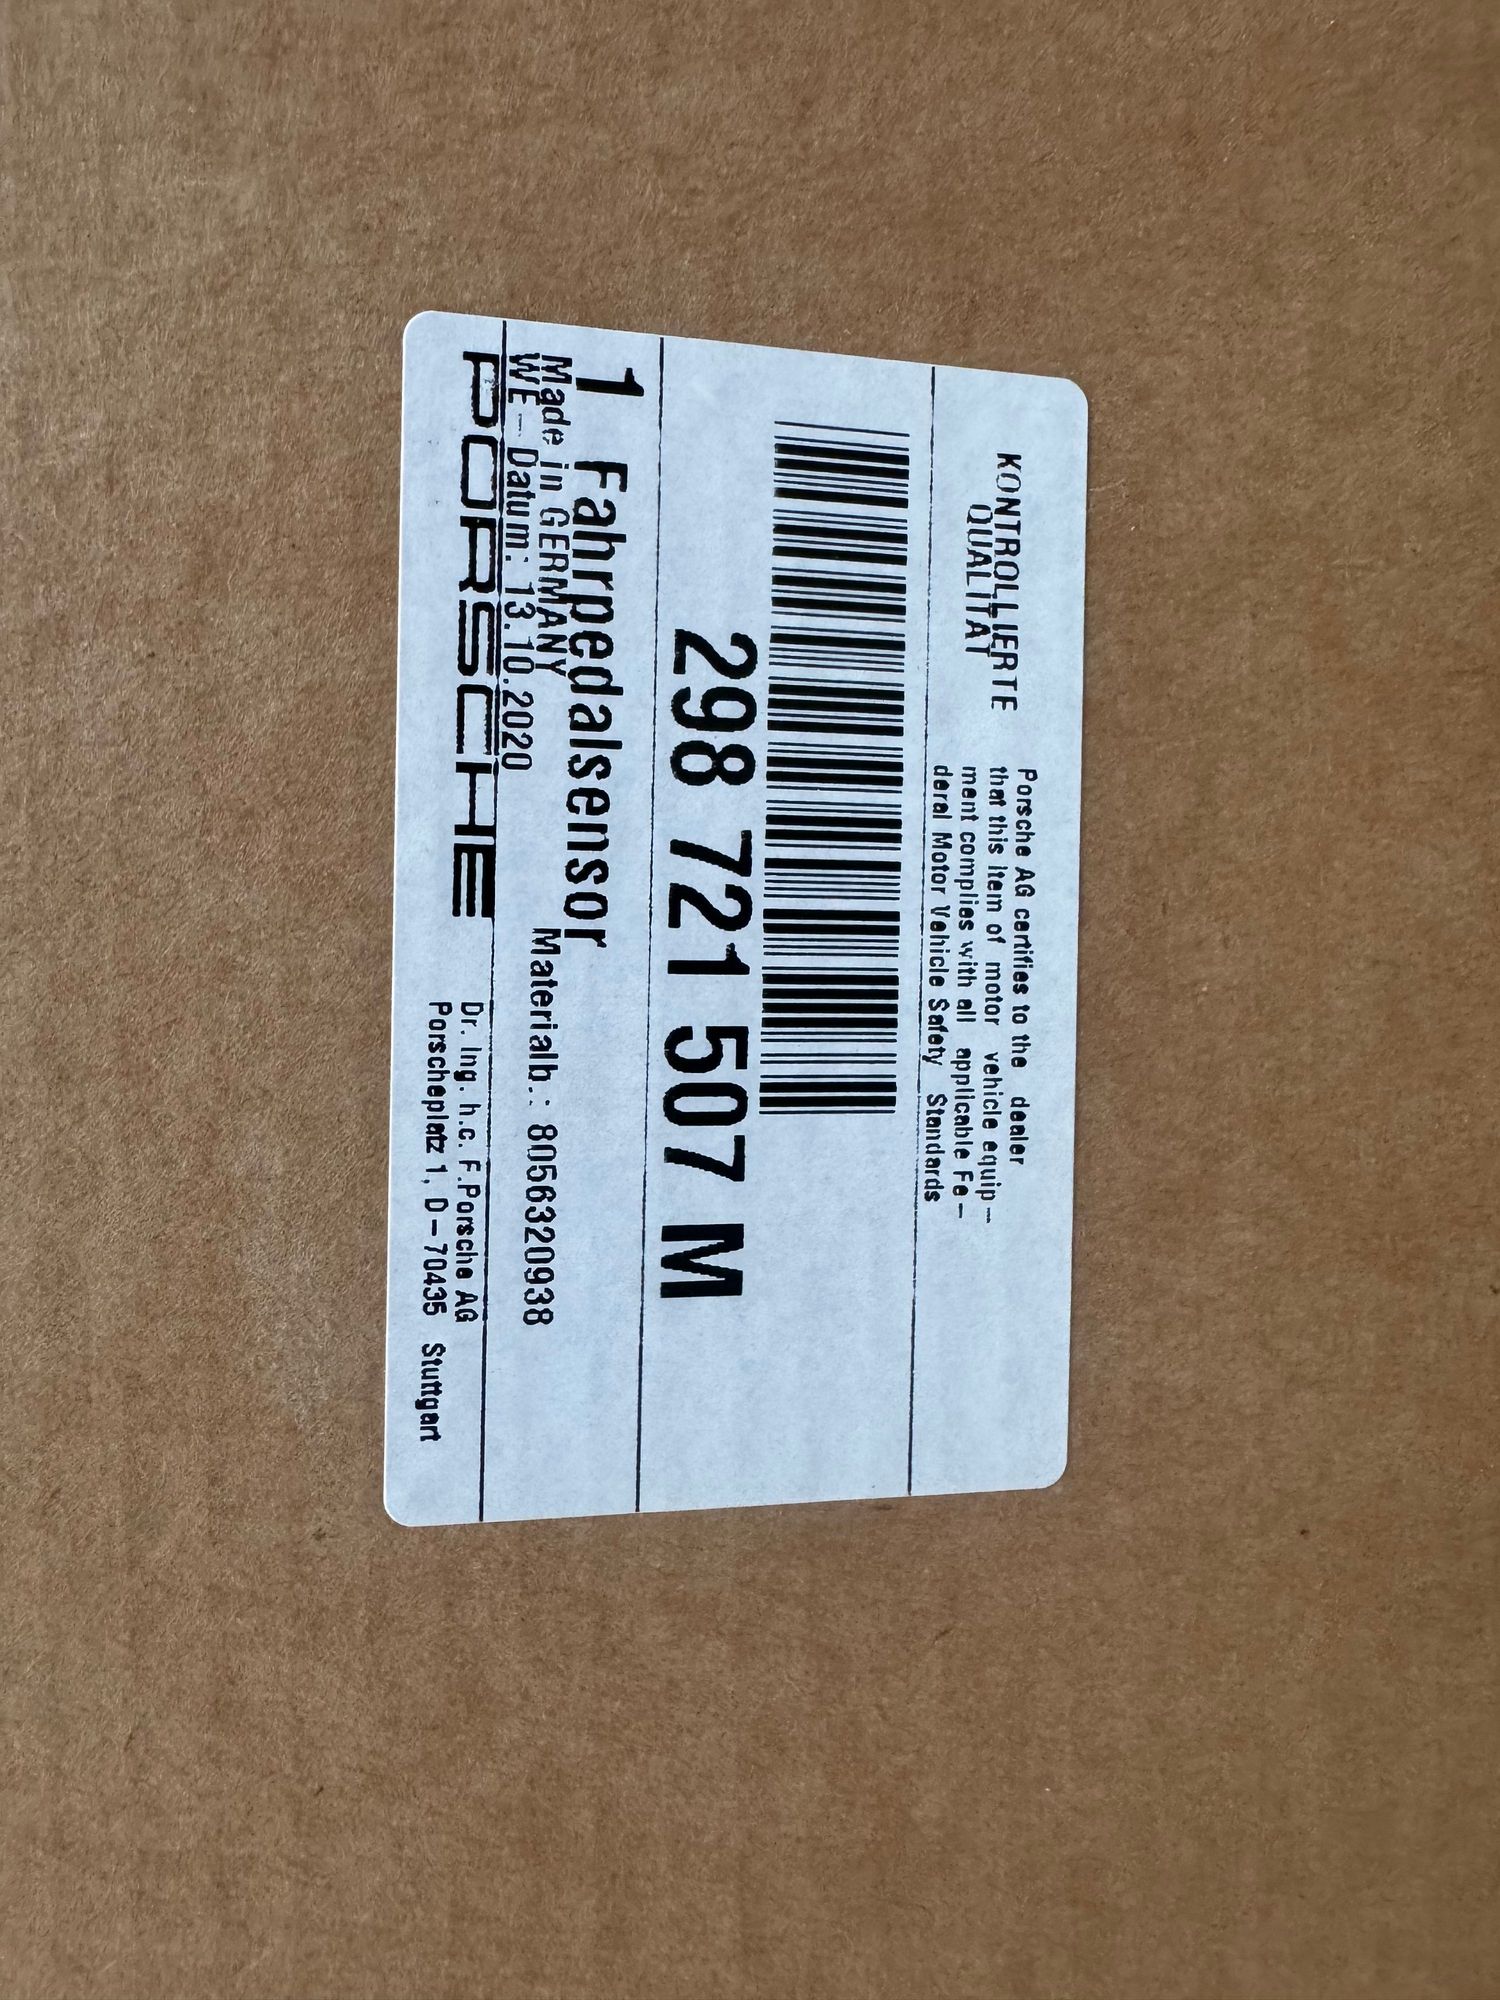 KONTROLLIERTE
QUALITÄT
Porsche AG certifies to the dealer
that this item of motor vehicle equip-
ment complies with all applicable Fe-
deral Motor Vehicle Safety Standards
298 721 507 M
1 Fahrpedalsensor
Made in GERMANY
Materialb.: 8056320938
WE-Datum: 13.10.2020
PORSCHE
Dr. Ing. h.c. F.Porsche AG
Porscheplatz 1, D-70435 Stuttgart